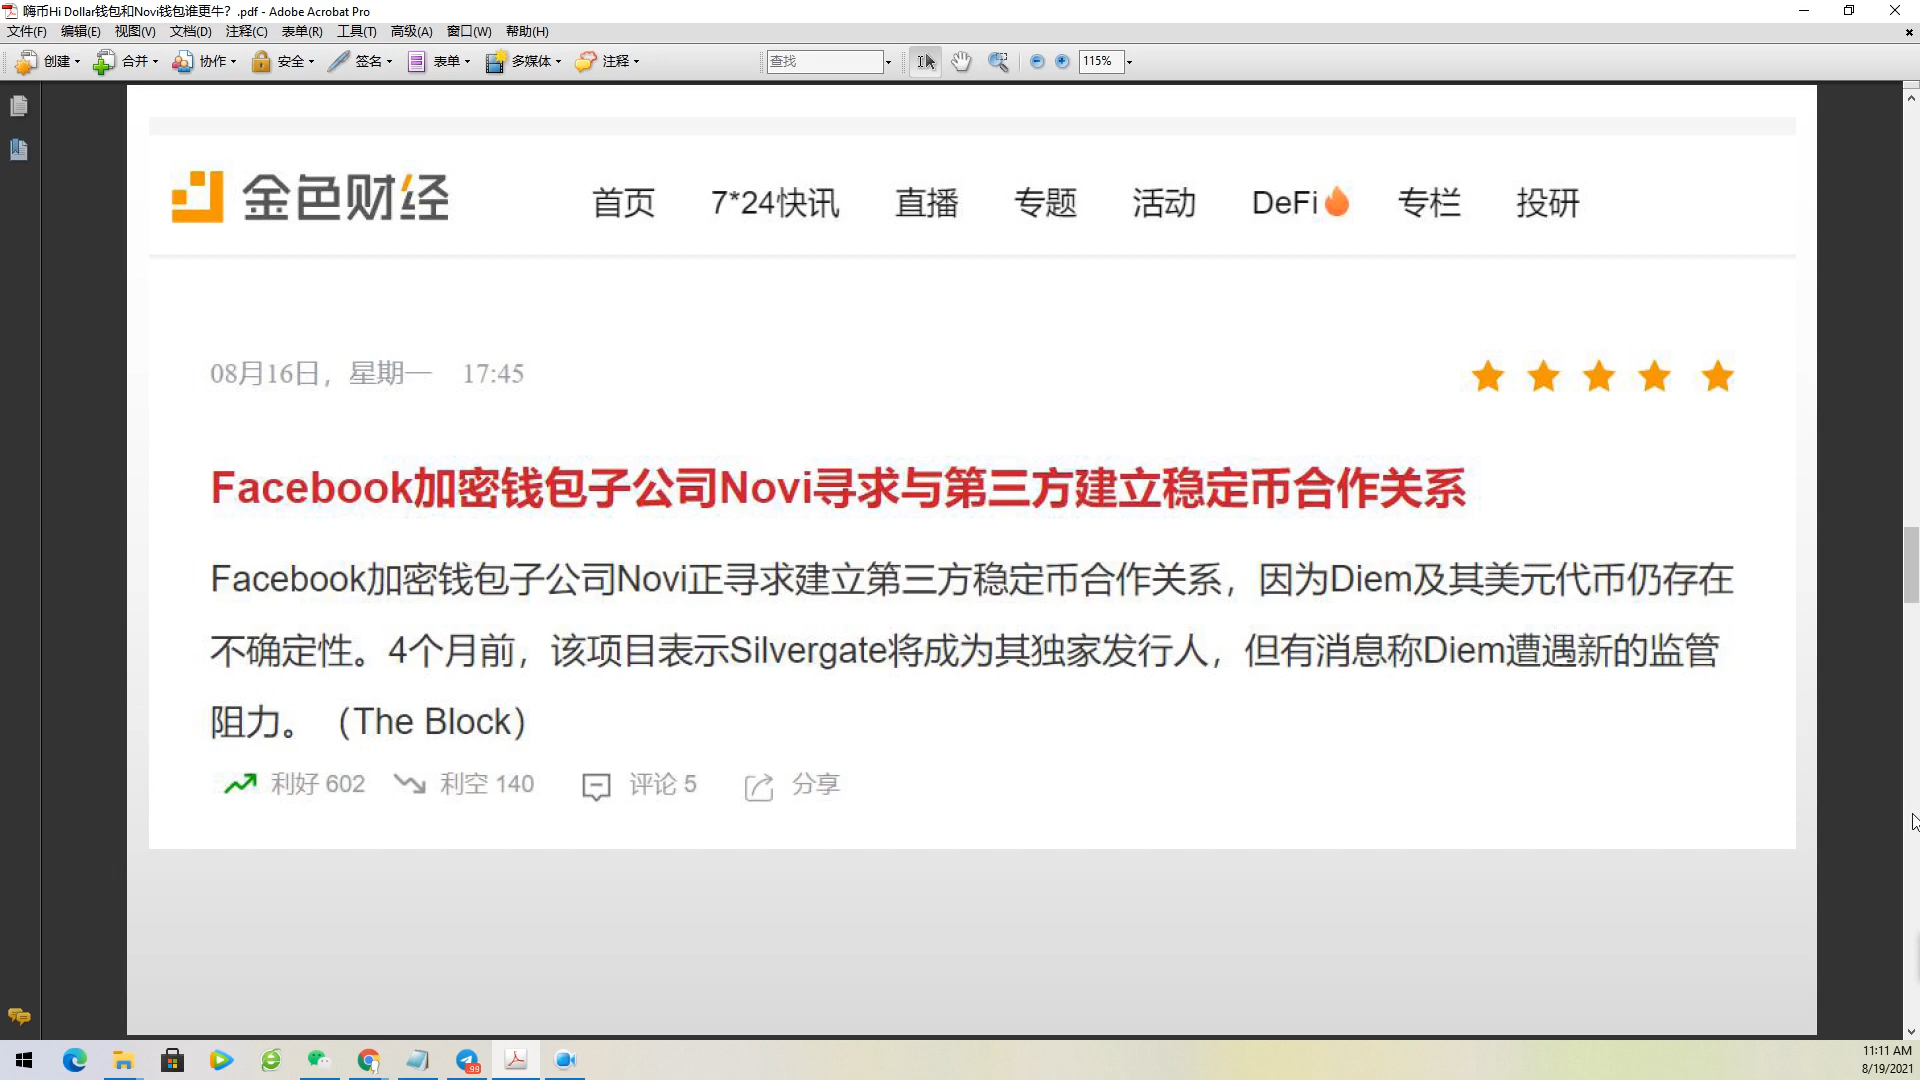 嗨币Hi Dollar钱包和Novi钱包谁更牛？.pdf - Adobe Acrobat Pro
文件(F) 编辑(E) 视图(V) 文档(D) 注释(C) 表单(R) 工具(T) 高级(A) 窗口(W) 帮助(H)
创建 合并 协作 安全 签名 表单 多媒体 注释 查找 115%
金色财经 首页 7*24快讯 直播 专题 活动 DeFi 专栏 投研
08月16日，星期一 17:45
Facebook加密钱包子公司Novi寻求与第三方建立稳定币合作关系
Facebook加密钱包子公司Novi正寻求建立第三方稳定币合作关系，因为Diem及其美元代币仍存在
不确定性。4个月前，该项目表示Silvergate将成为其独家发行人，但有消息称Diem遭遇新的监管
阻力。（The Block）
利好 602 利空 140 评论 5 分享
99
11:11 AM
8/19/2021